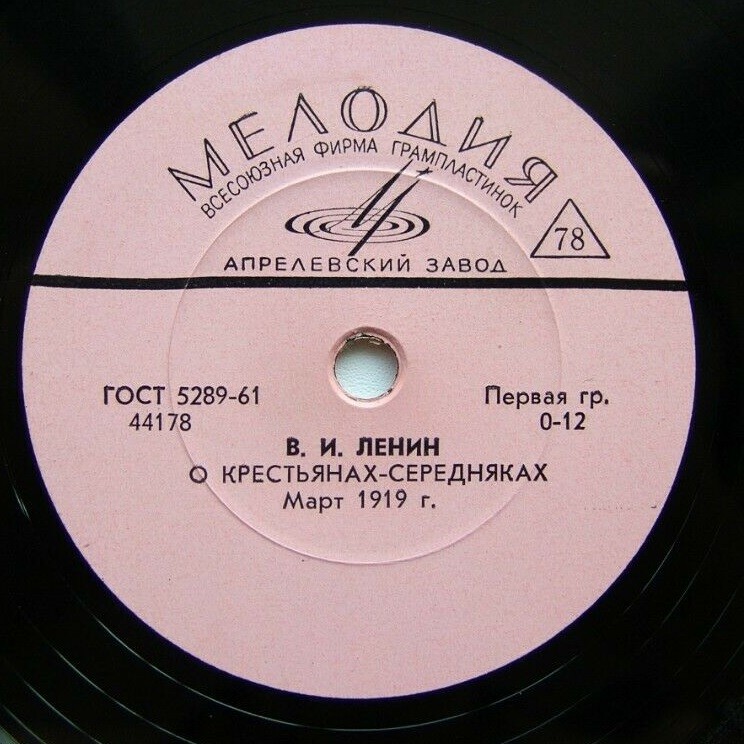 МЕЛОДИЯ
ВСЕСОЮЗНАЯ ФИРМА ГРАМПЛАСТИНОК
78
АПРЕЛЕВСКИЙ ЗАВОД
ГОСТ 5289-61
44178
Первая гр.
0-12
В. И. ЛЕНИН
О КРЕСТЬЯНАХ-СЕРЕДНЯКАХ
Март 1919 г.